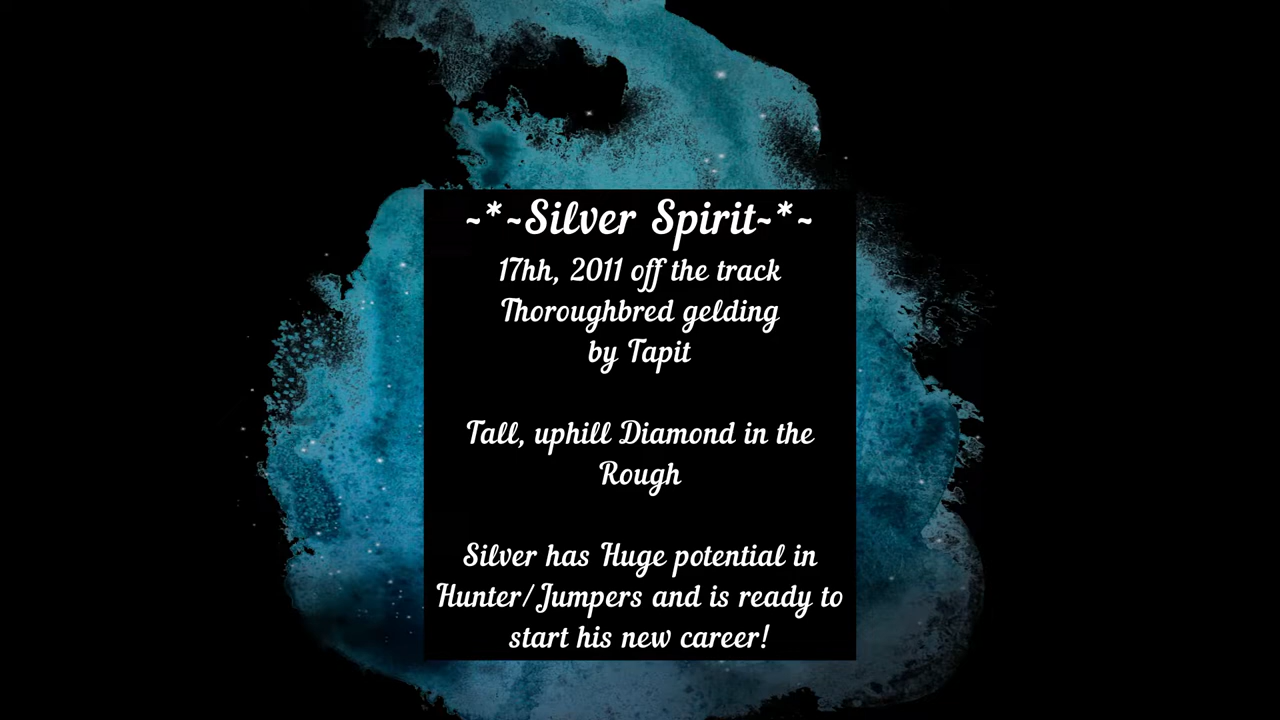 ~*~Silver Spirit~*~
17hh, 2011 off the track
Thoroughbred gelding
by Tapit
Tall, uphill Diamond in the
Rough
Silver has Huge potential in
Hunter/Jumpers and is ready to
start his new career!